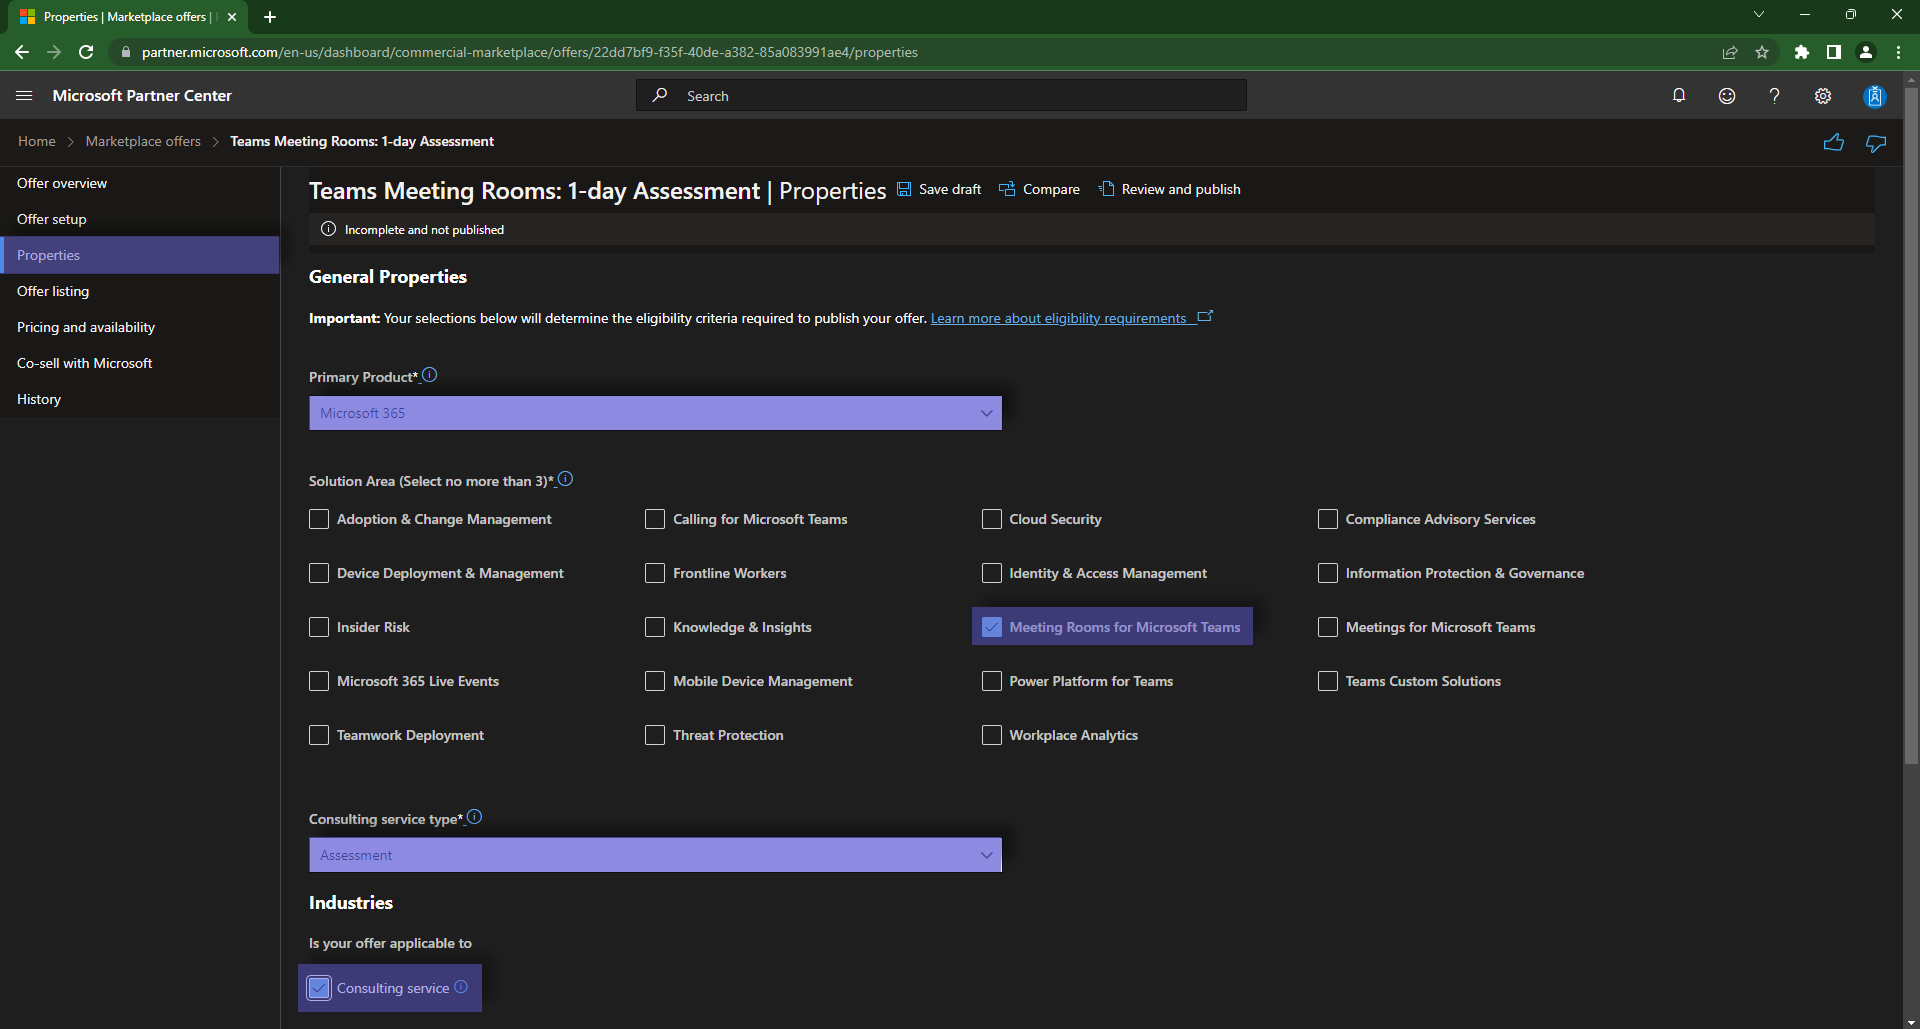 Properties | Marketplace offers |
partner.microsoft.com/en-us/dashboard/commercial-marketplace/offers/22dd7bf9-f35f-40de-a382-85a083991ae4/properties
Microsoft Partner Center
Search
Home > Marketplace offers > Teams Meeting Rooms: 1-day Assessment
Offer overview
Offer setup
Properties
Offer listing
Pricing and availability
Co-sell with Microsoft
History
Teams Meeting Rooms: 1-day Assessment | Properties Save draft Compare Review and publish
Incomplete and not published
General Properties
Important: Your selections below will determine the eligibility criteria required to publish your offer. Learn more about eligibility requirements
Primary Product*
Microsoft 365
Solution Area (Select no more than 3)*
Adoption & Change Management Calling for Microsoft Teams Cloud Security Compliance Advisory Services
Device Deployment & Management Frontline Workers Identity & Access Management Information Protection & Governance
Insider Risk Knowledge & Insights Meeting Rooms for Microsoft Teams Meetings for Microsoft Teams
Microsoft 365 Live Events Mobile Device Management Power Platform for Teams Teams Custom Solutions
Teamwork Deployment Threat Protection Workplace Analytics
Consulting service type*
Assessment
Industries
Is your offer applicable to
Consulting service